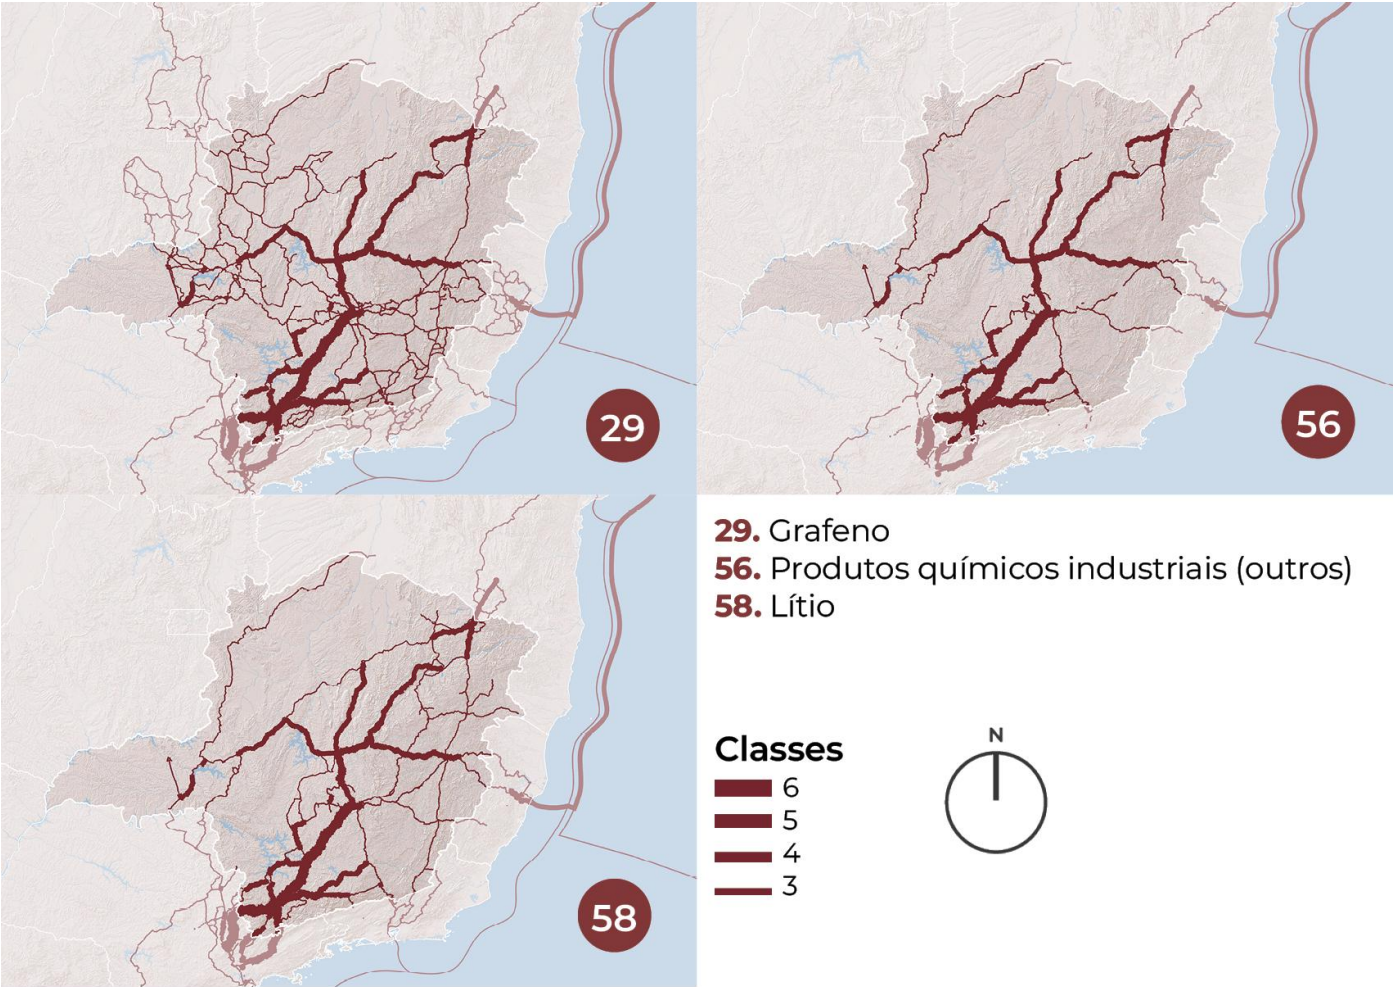 29
56
58
29. Grafeno
56. Produtos químicos industriais (outros)
58. Lítio
Classes
6
5
4
3
N